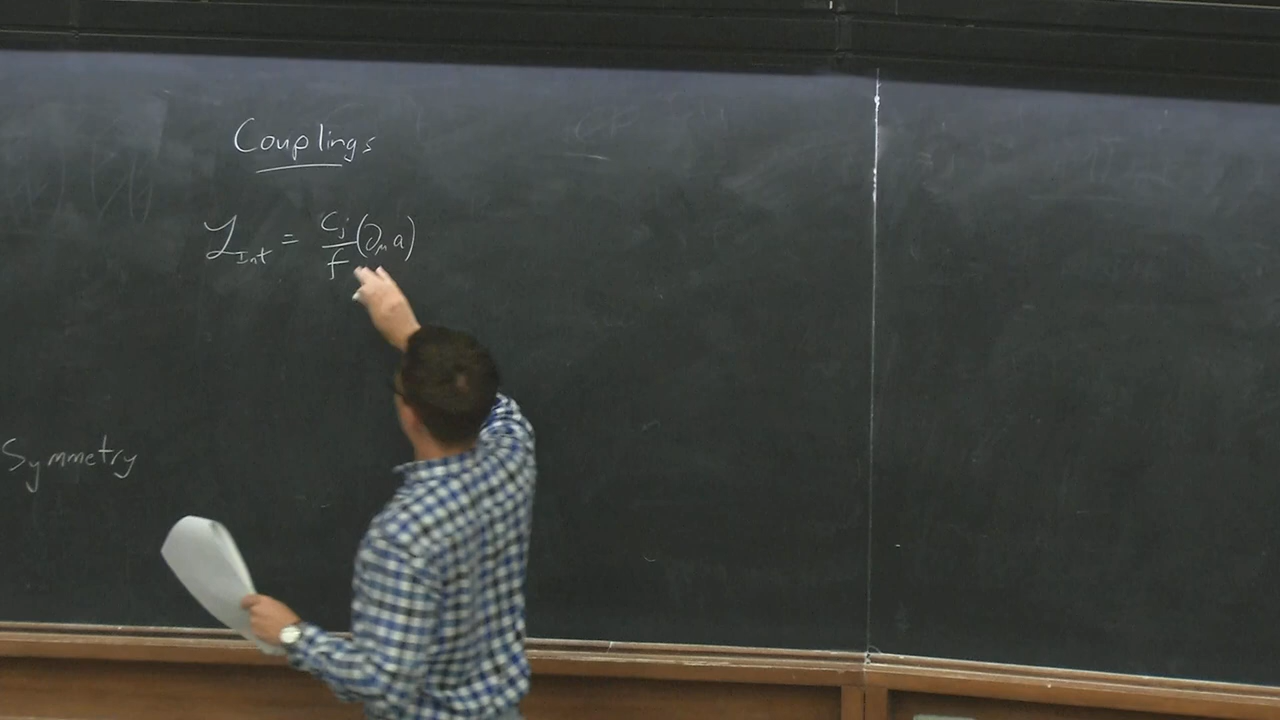 Couplings
ℒ_Int = c_j/f (∂_μ a)
Symmetry